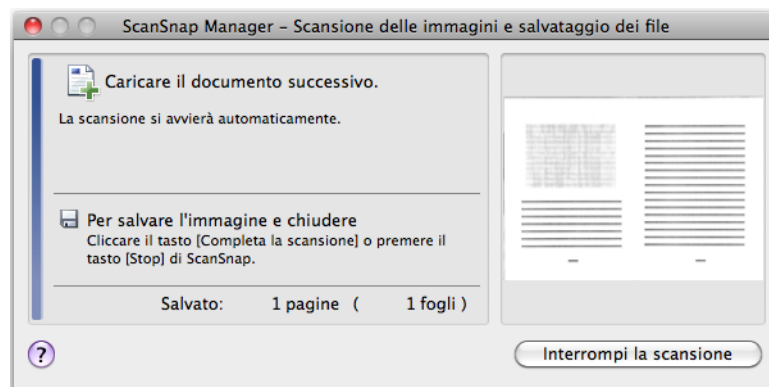 ScanSnap Manager – Scansione delle immagini e salvataggio dei file
Caricare il documento successivo.
La scansione si avvierà automaticamente.
Per salvare l'immagine e chiudere
Cliccare il tasto [Completa la scansione] o premere il
tasto [Stop] di ScanSnap.
Salvato: 1 pagine ( 1 fogli )
? Interrompi la scansione